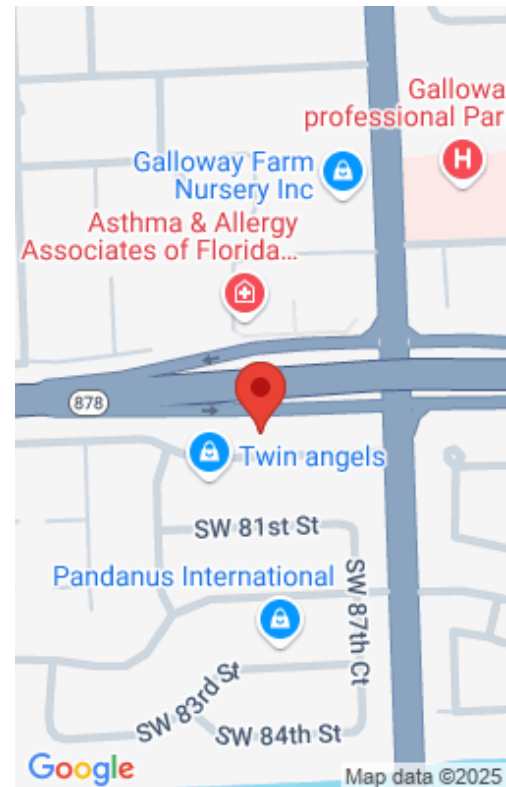 Gallowa
professional Par
Galloway Farm
Nursery Inc
Asthma & Allergy
Associates of Florida...
H
878
Twin angels
SW 81st St
Pandanus International
SW 87th Ct
SW 83rd St
SW 84th St
Google
Map data ©2025